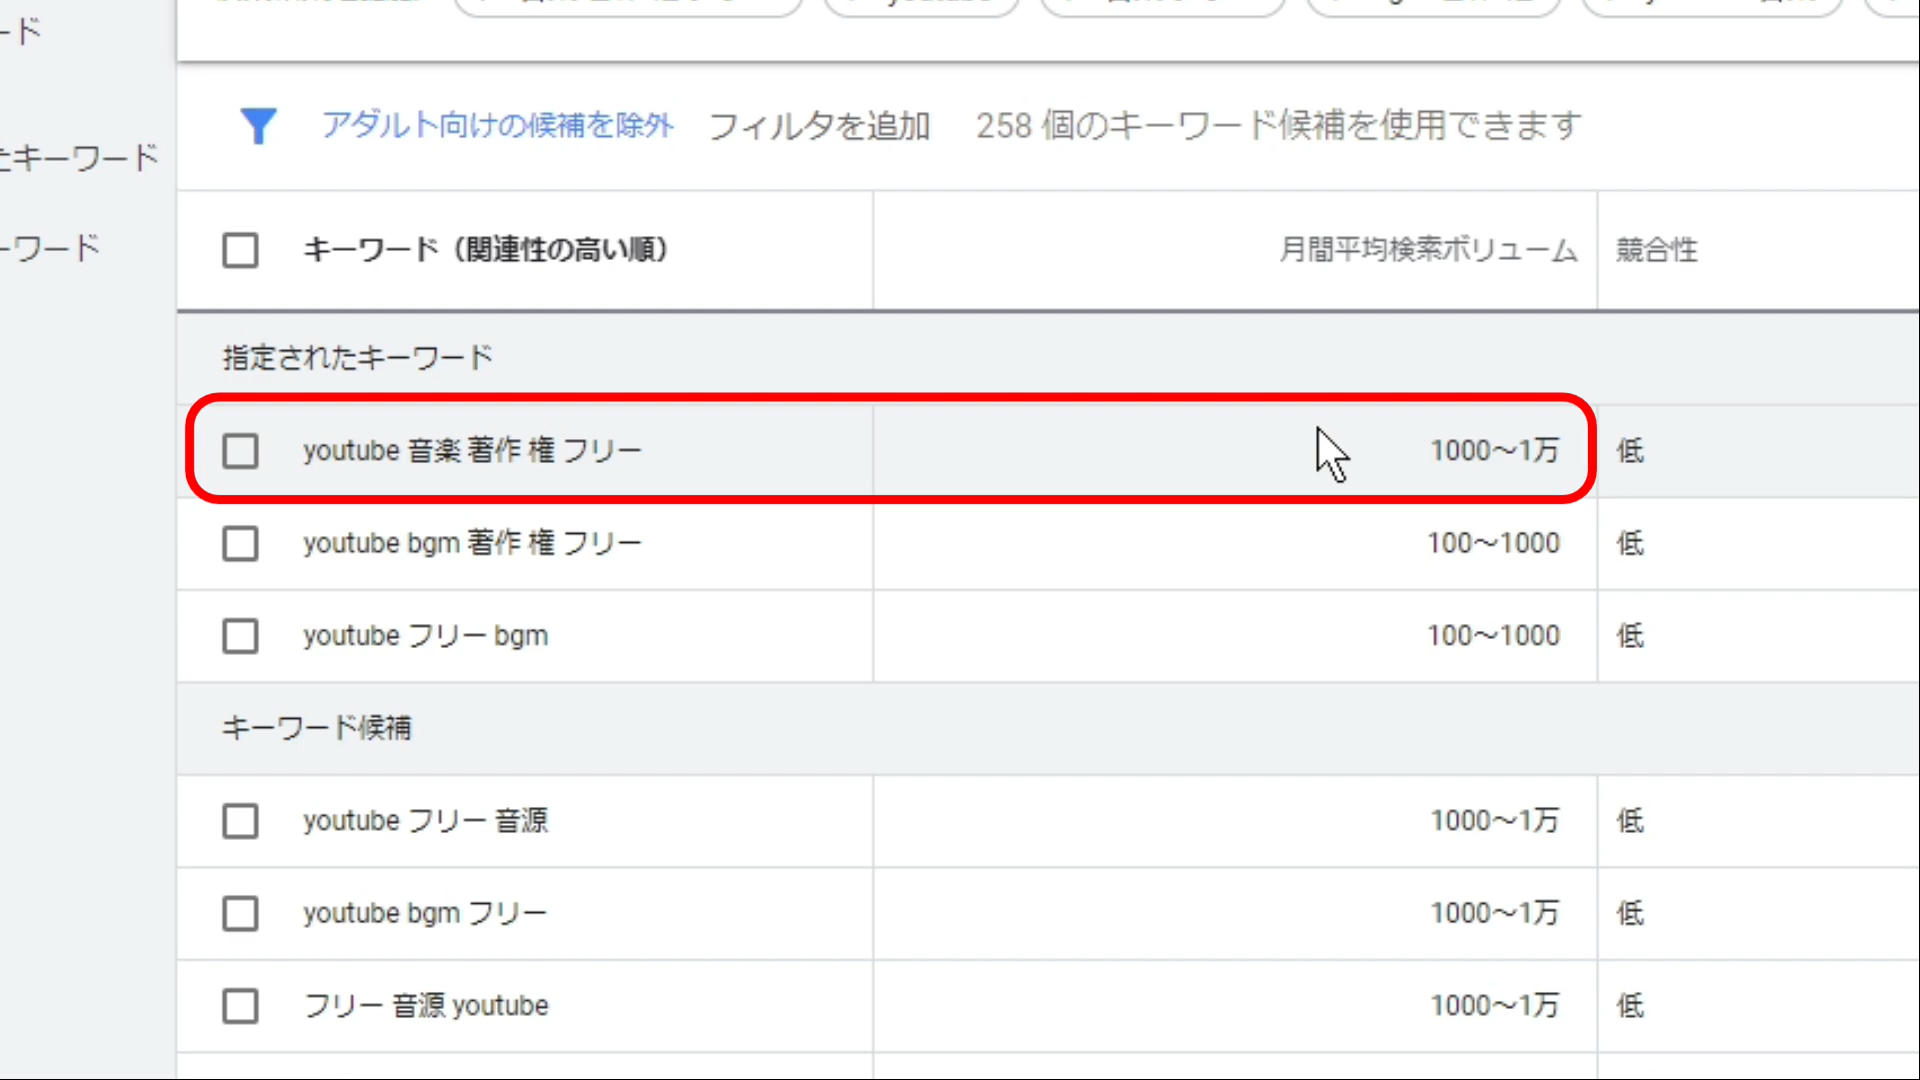 ード
たキーワード
ーワード
アダルト向けの候補を除外 フィルタを追加 258 個のキーワード候補を使用できます
キーワード（関連性の高い順） 月間平均検索ボリューム 競合性
指定されたキーワード
youtube 音楽 著作 権 フリー 1000～1万 低
youtube bgm 著作 権 フリー 100～1000 低
youtube フリー bgm 100～1000 低
キーワード候補
youtube フリー 音源 1000～1万 低
youtube bgm フリー 1000～1万 低
フリー 音源 youtube 1000～1万 低